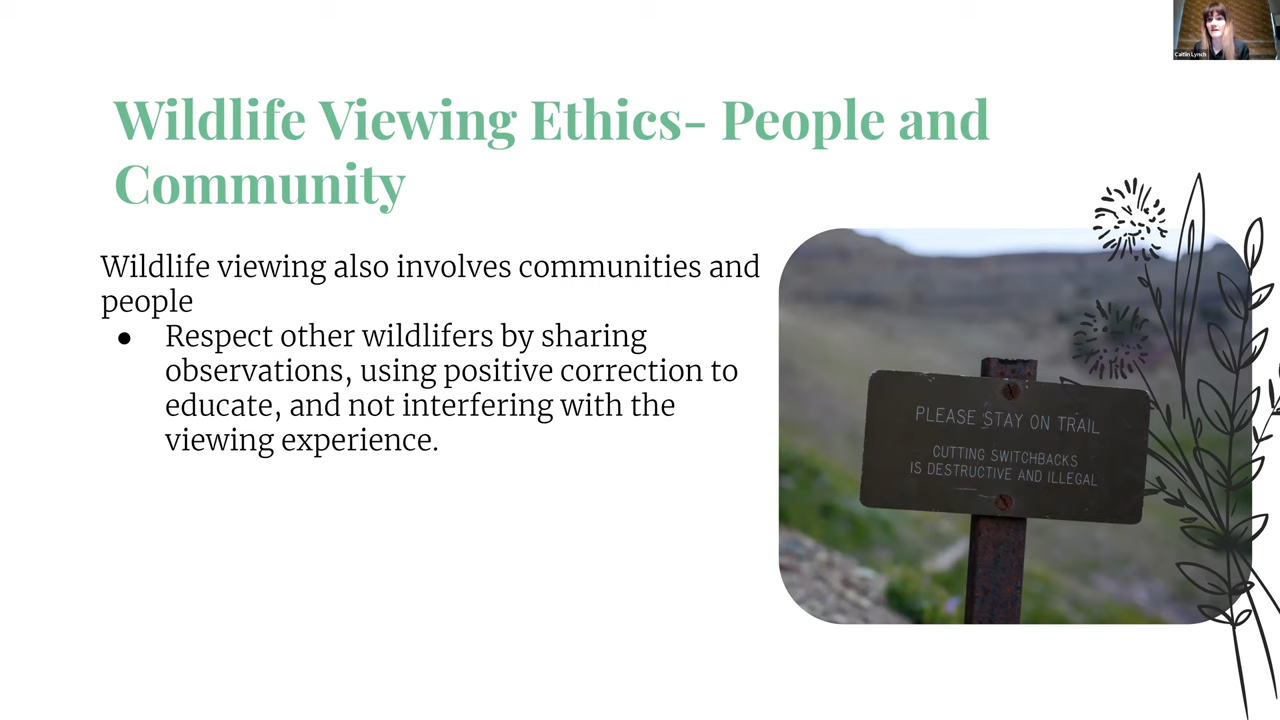 Caitlin Lynch
Wildlife Viewing Ethics- People and
Community
Wildlife viewing also involves communities and
people
● Respect other wildlifers by sharing
observations, using positive correction to
educate, and not interfering with the
viewing experience.
PLEASE STAY ON TRAIL
CUTTING SWITCHBACKS
IS DESTRUCTIVE AND ILLEGAL